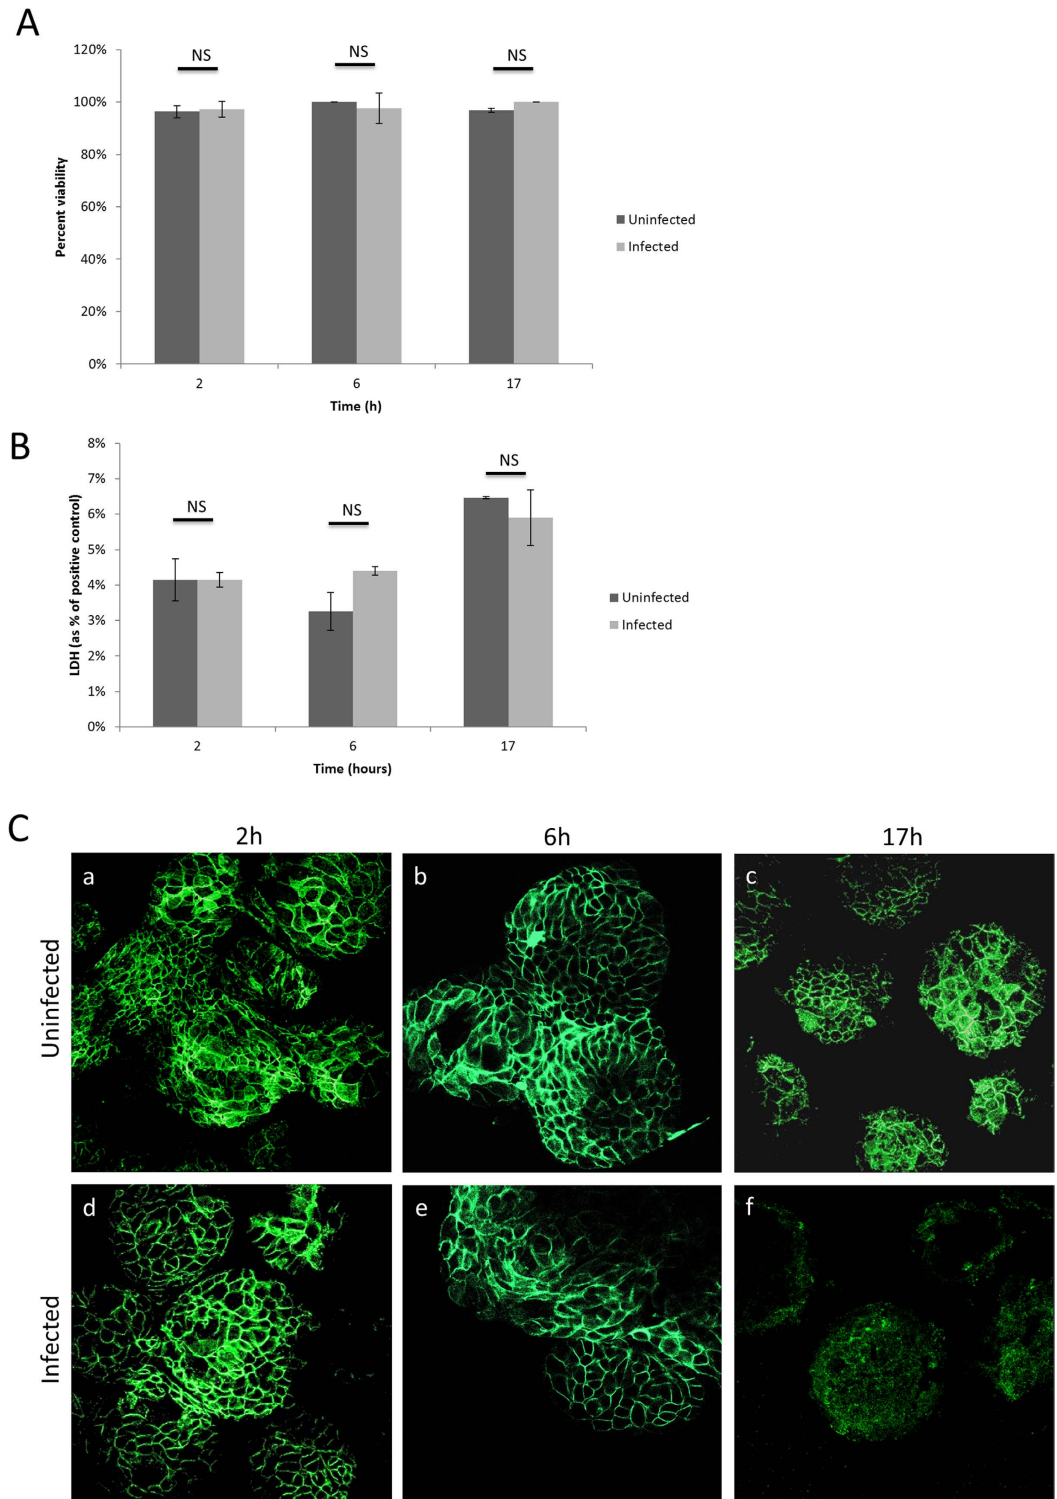 A
120%
100%
80%
60%
40%
20%
0%
Percent viability
NS
NS
NS
2
6
17
Time (h)
Uninfected
Infected
B
8%
7%
6%
5%
4%
3%
2%
1%
0%
LDH (as % of positive control)
NS
NS
NS
2
6
17
Time (hours)
Uninfected
Infected
C
2h
6h
17h
Uninfected
a
b
c
Infected
d
e
f